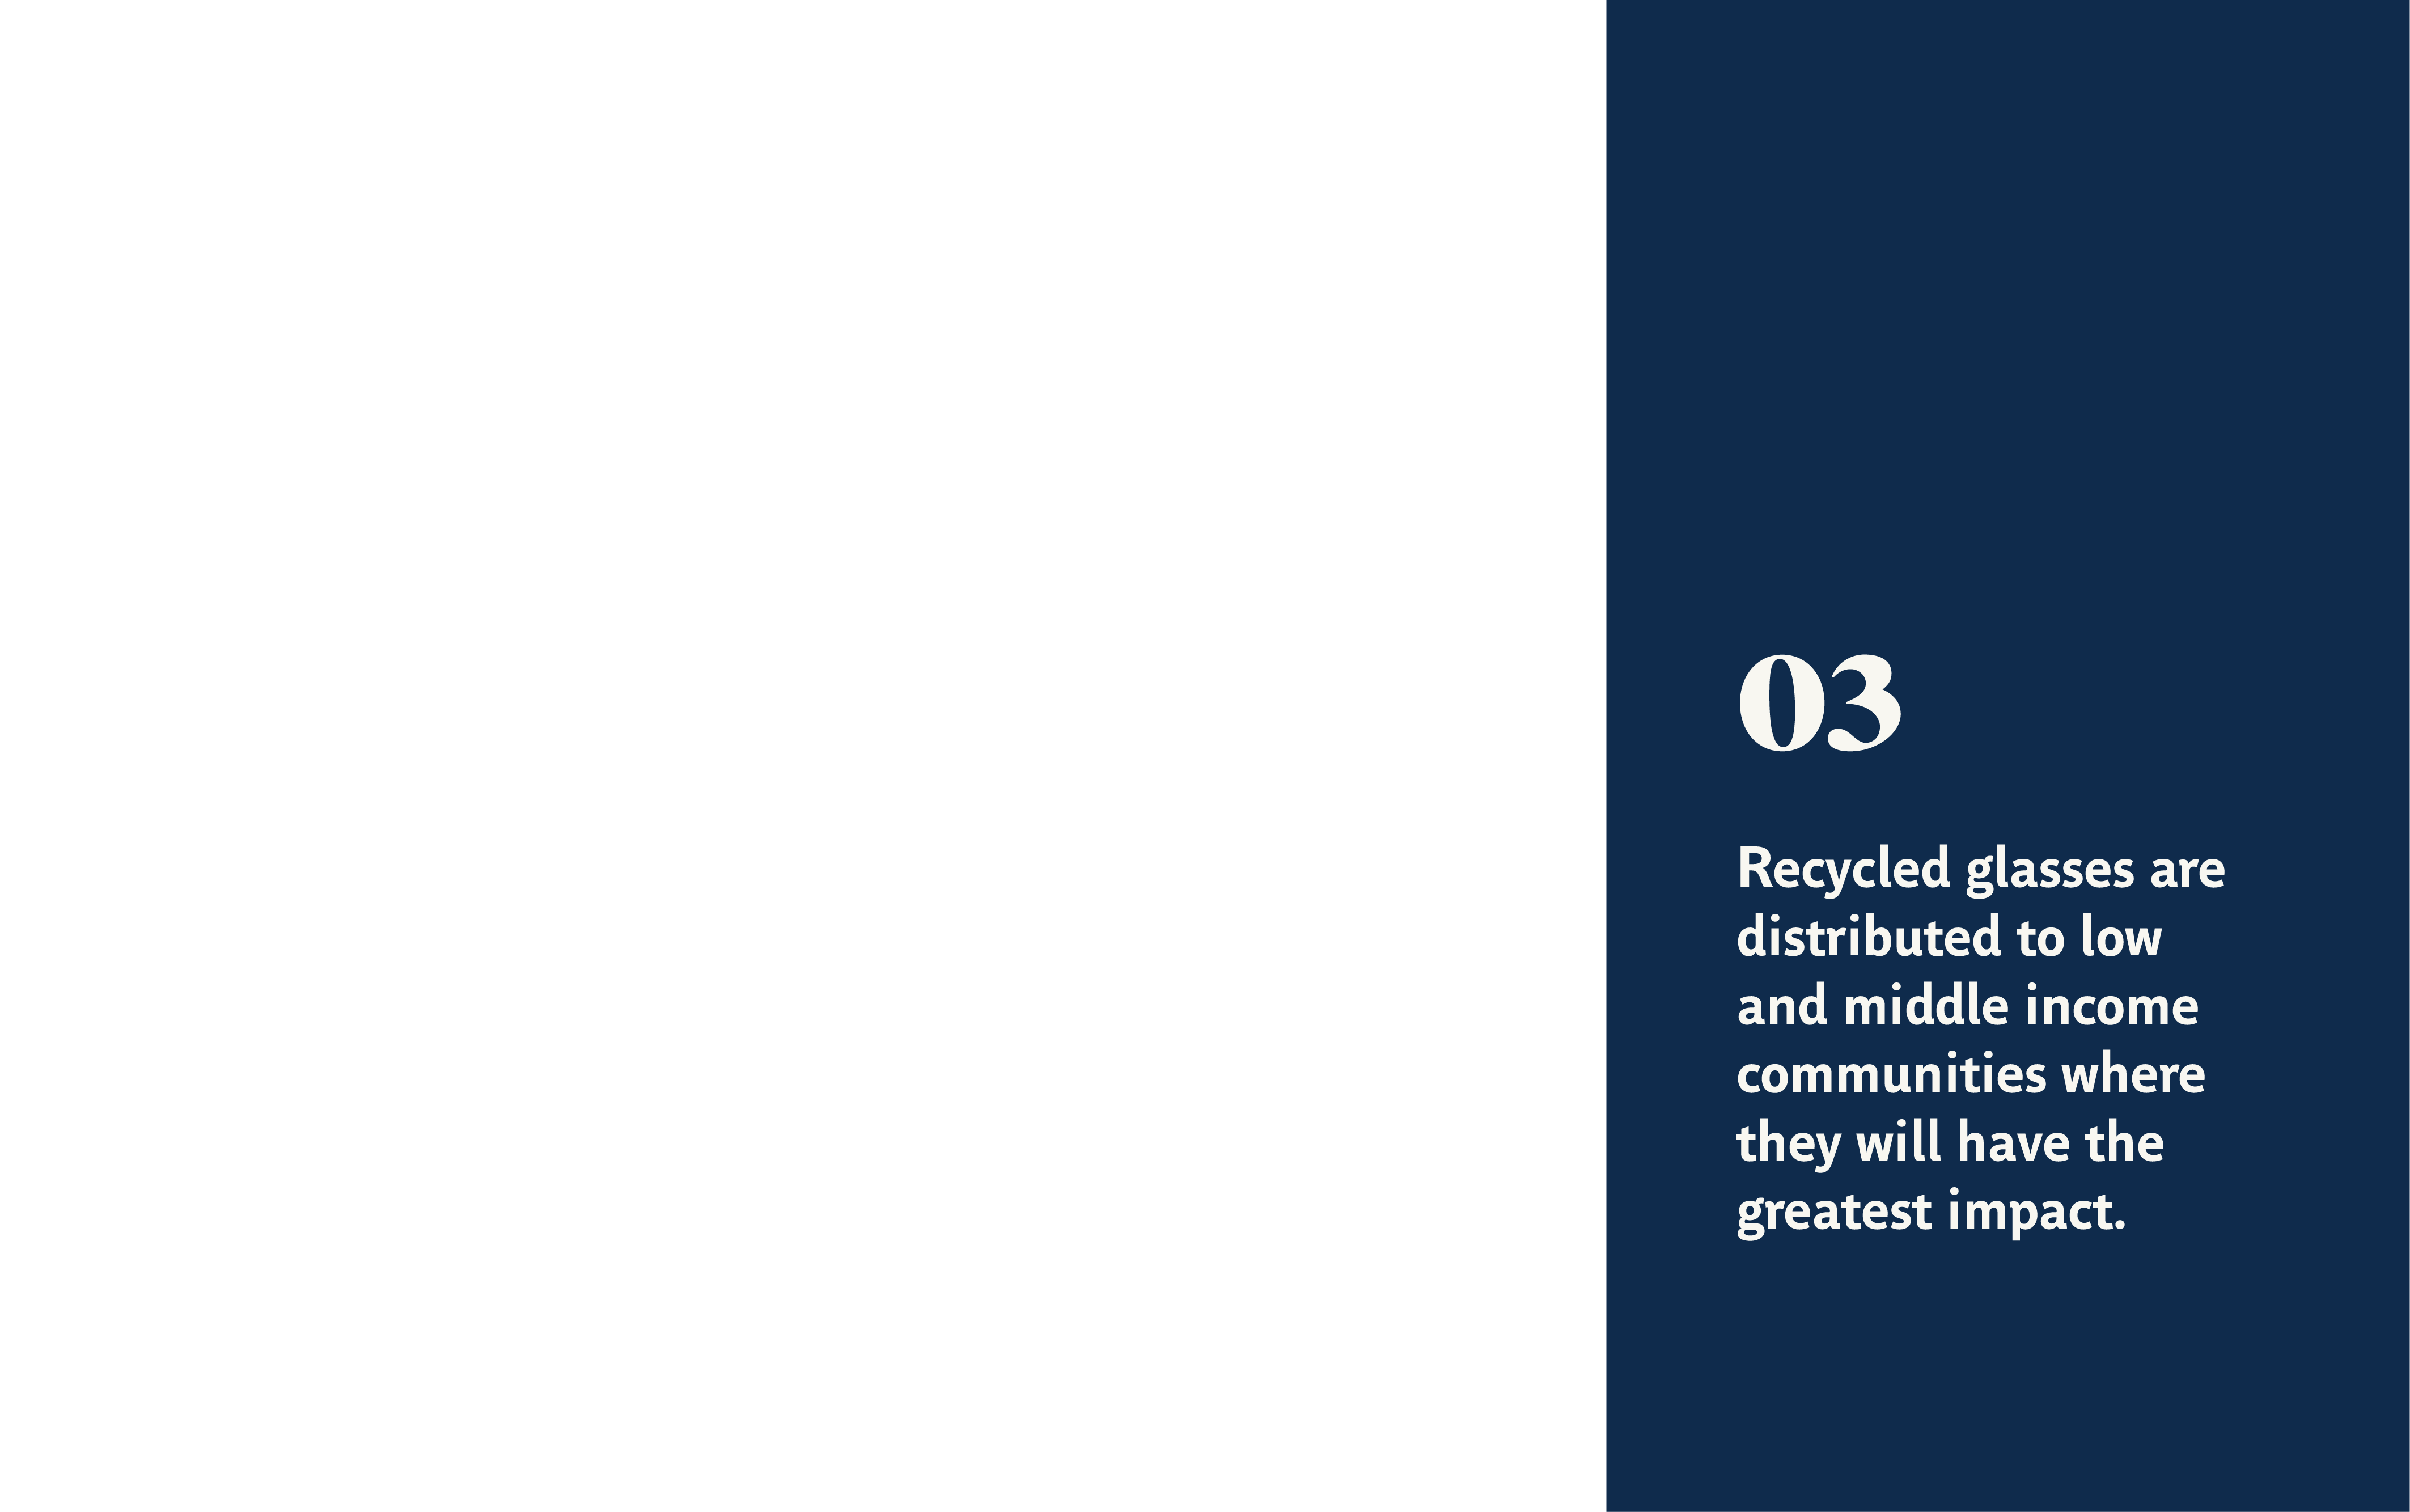 03
Recycled glasses are
distributed to low
and middle income
communities where
they will have the
greatest impact.